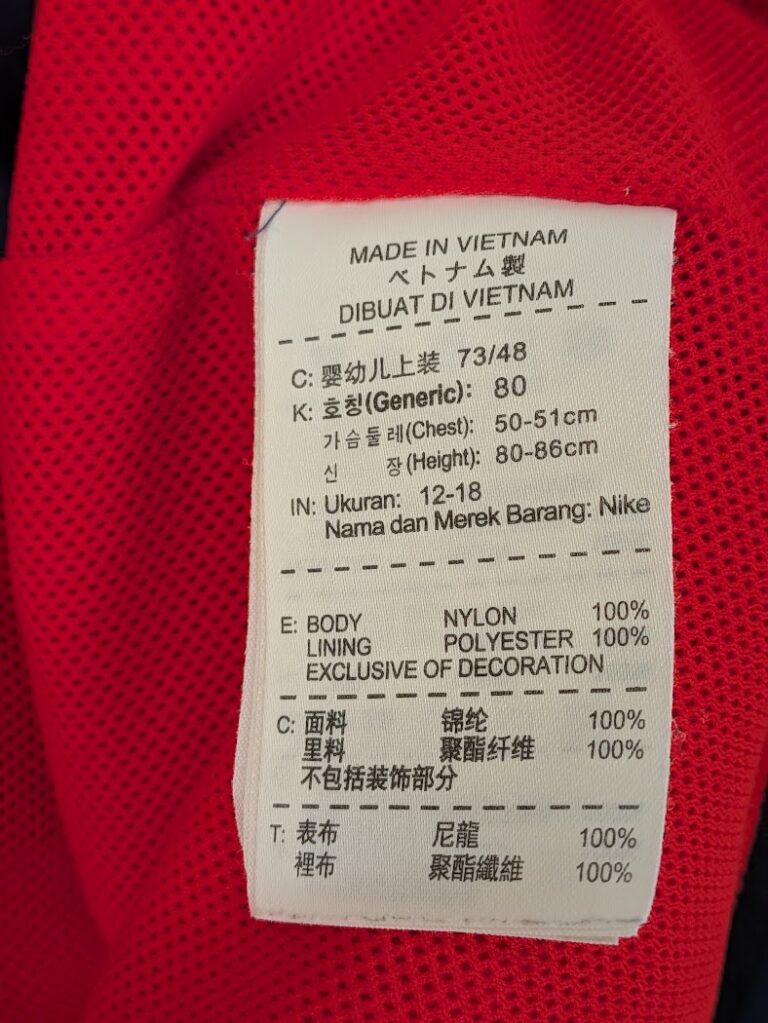 MADE IN VIETNAM
ベトナム製
DIBUAT DI VIETNAM
C: 婴幼儿上装 73/48
K: 호칭(Generic): 80
가슴둘레(Chest): 50-51cm
신 장(Height): 80-86cm
IN: Ukuran: 12-18
Nama dan Merek Barang: Nike
E: BODY NYLON 100%
LINING POLYESTER 100%
EXCLUSIVE OF DECORATION
C: 面料 锦纶 100%
里料 聚酯纤维 100%
不包括装饰部分
T: 表布 尼龍 100%
裡布 聚酯纖維 100%